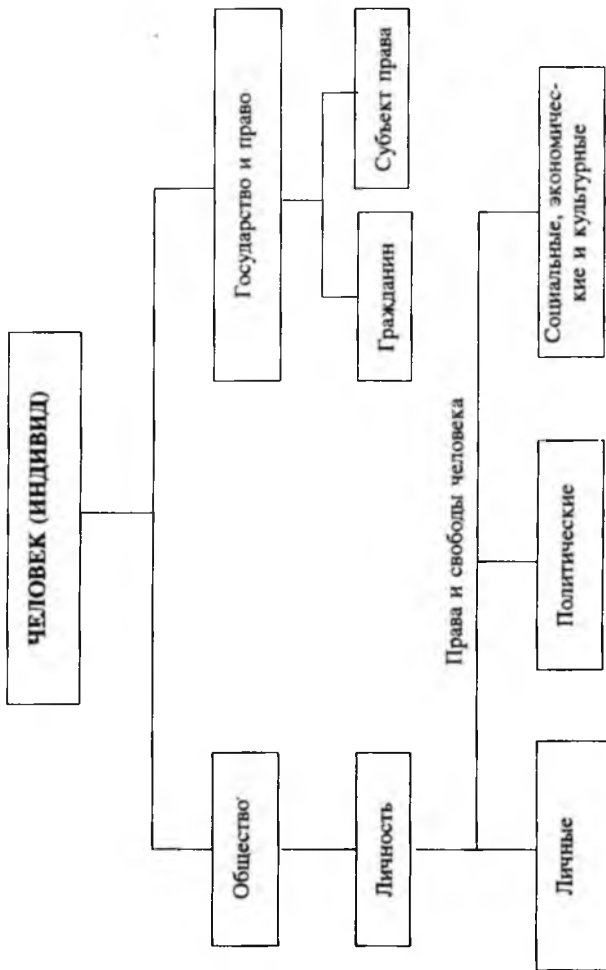 ЧЕЛОВЕК (ИНДИВИД)
Общество
Государство и право
Личность
Гражданин
Субъект права
Права и свободы человека
Личные
Политические
Социальные, экономичес-
кие и культурные